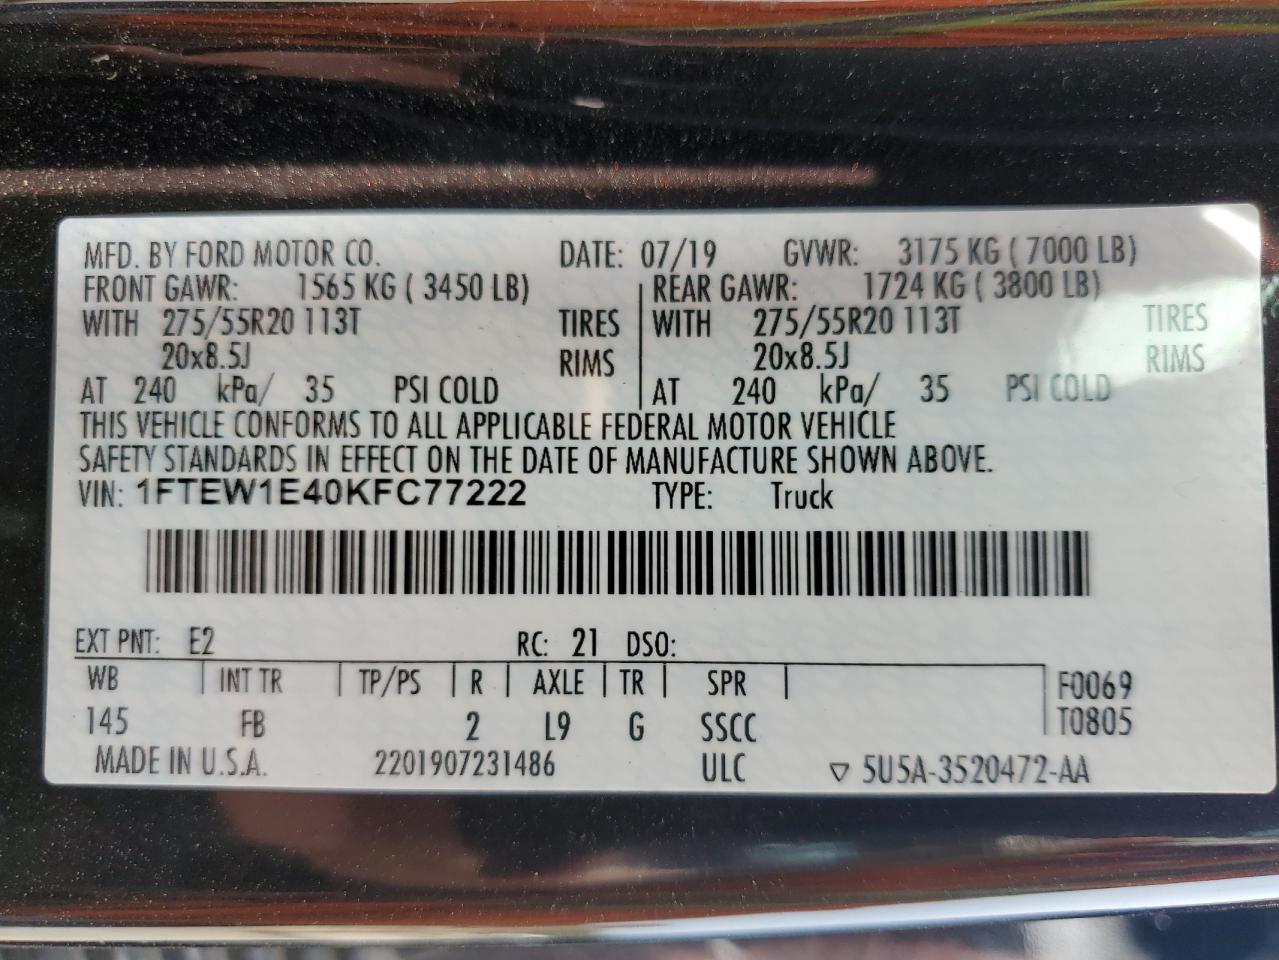 MFD. BY FORD MOTOR CO. DATE: 07/19 GVWR: 3175 KG ( 7000 LB)
FRONT GAWR: 1565 KG ( 3450 LB) REAR GAWR: 1724 KG ( 3800 LB)
WITH 275/55R20 113T TIRES WITH 275/55R20 113T TIRES
20x8.5J RIMS 20x8.5J RIMS
AT 240 kPa/ 35 PSI COLD AT 240 kPa/ 35 PSI COLD
THIS VEHICLE CONFORMS TO ALL APPLICABLE FEDERAL MOTOR VEHICLE
SAFETY STANDARDS IN EFFECT ON THE DATE OF MANUFACTURE SHOWN ABOVE.
VIN: 1FTEW1E40KFC77222 TYPE: Truck
EXT PNT: E2 RC: 21 DSO:
WB INT TR TP/PS R AXLE TR SPR F0069
145 FB 2 L9 G SSCC T0805
MADE IN U.S.A. 2201907231486 ULC ▽ 5U5A-3520472-AA